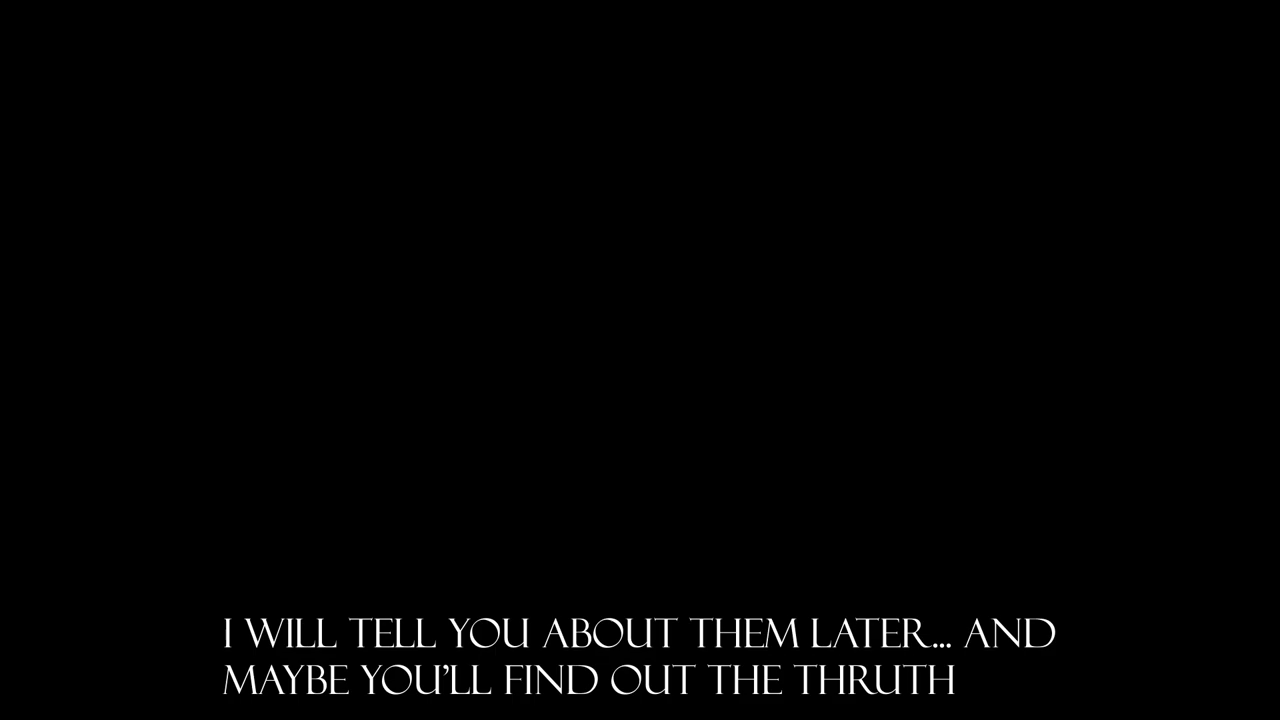 I WILL TELL YOU ABOUT THEM LATER... AND
MAYBE YOU'LL FIND OUT THE THRUTH